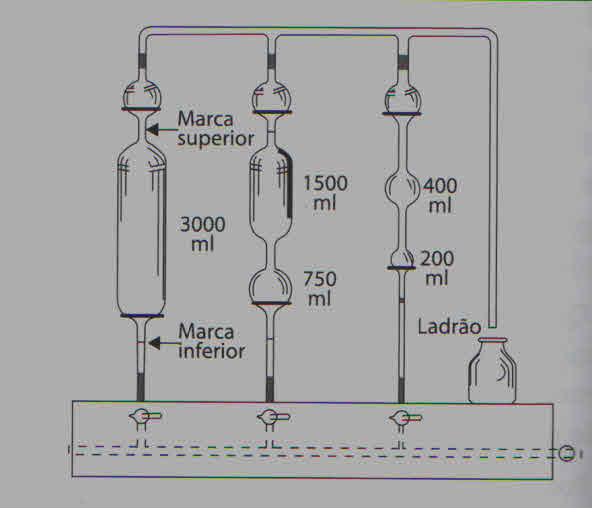 Marca
superior
3000
ml
Marca
inferior
1500
ml
750
ml
400
ml
200
ml
Ladrão